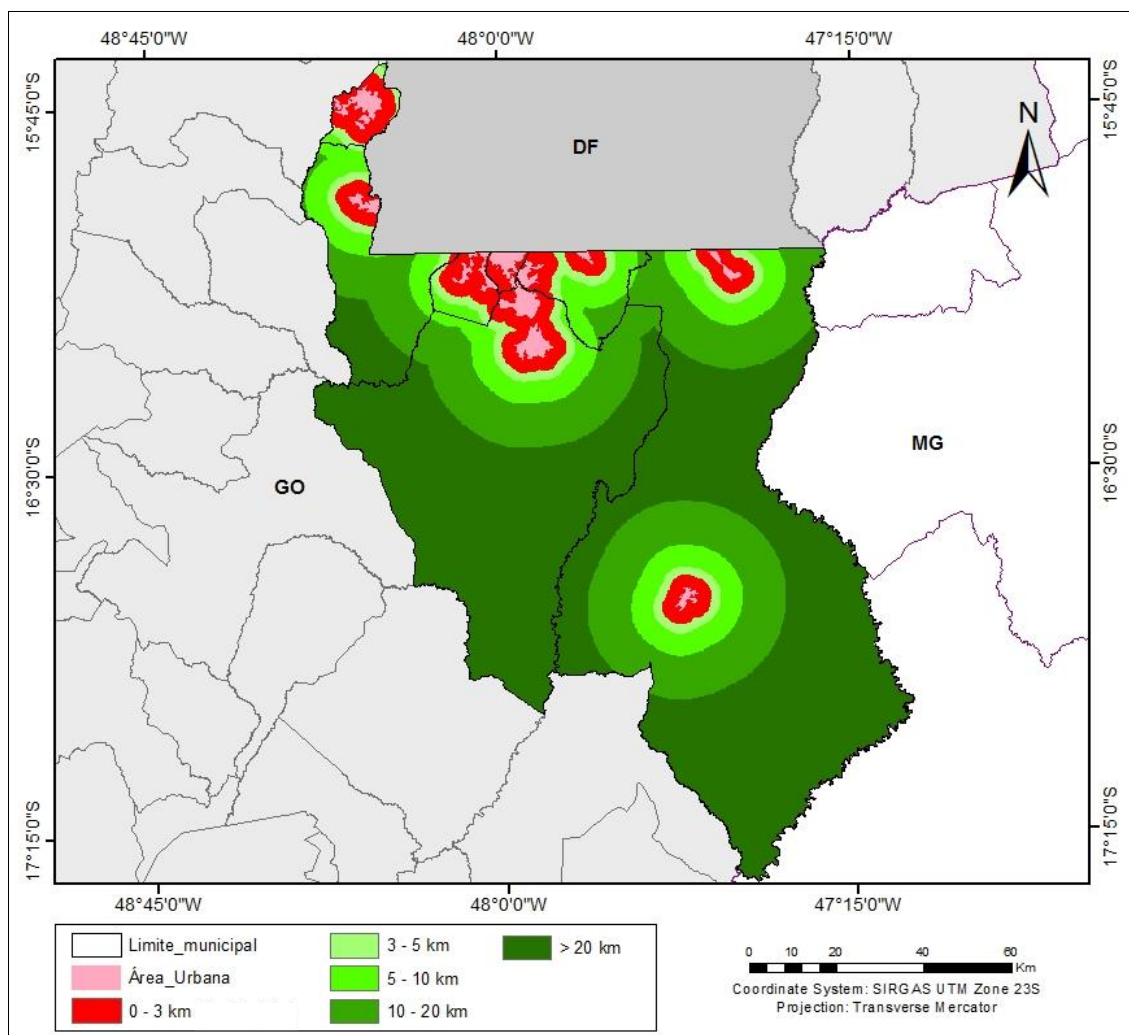 48°45'0"W 48°0'0"W 47°15'0"W
15°45'0"S 15°45'0"S
N
DF
MG
GO
16°30'0"S 16°30'0"S
17°15'0"S 17°15'0"S
48°45'0"W 48°0'0"W 47°15'0"W
Limite_municipal 3 - 5 km > 20 km
Área_Urbana 5 - 10 km
0 - 3 km 10 - 20 km
0 10 20 40 60
Km
Coordinate System: SIRGAS UTM Zone 23S
Projection: Transverse Mercator